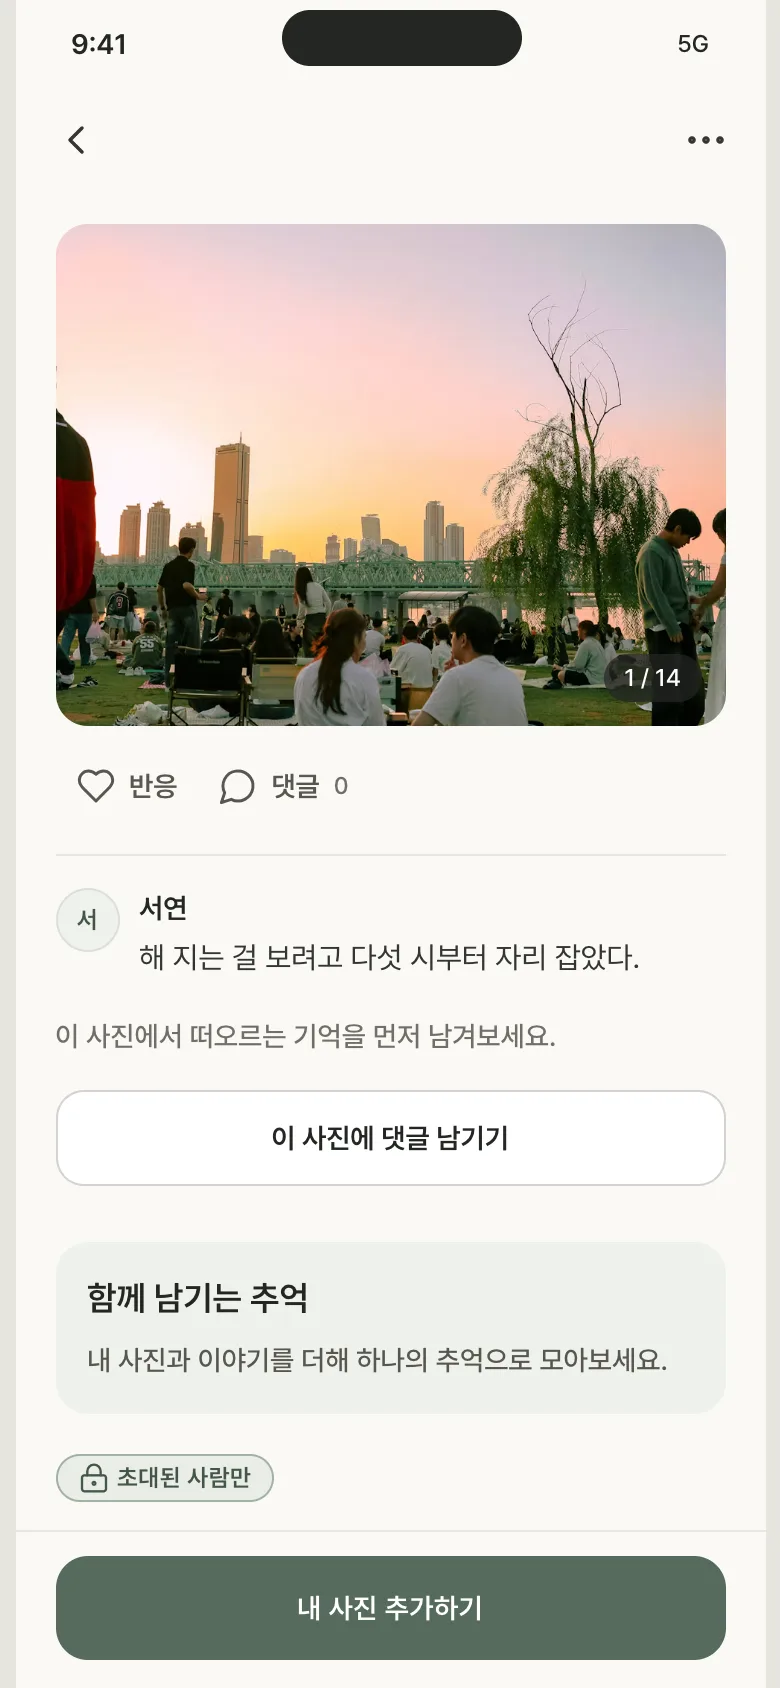 9:41
5G
55
1 / 14
반응
댓글 0
서
서연
해 지는 걸 보려고 다섯 시부터 자리 잡았다.
이 사진에서 떠오르는 기억을 먼저 남겨보세요.
이 사진에 댓글 남기기
함께 남기는 추억
내 사진과 이야기를 더해 하나의 추억으로 모아보세요.
초대된 사람만
내 사진 추가하기